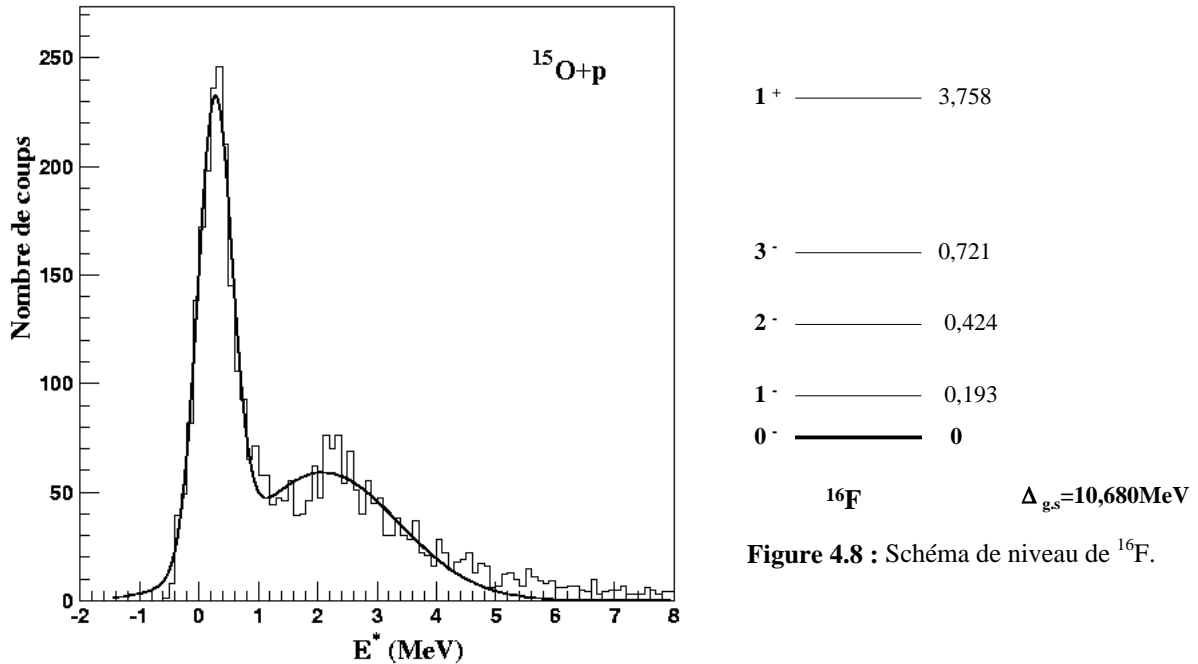 Nombre de coups
250
200
150
100
50
0
¹⁵O+p
-2 -1 0 1 2 3 4 5 6 7 8
E* (MeV)
1⁺ 3,758
3⁻ 0,721
2⁻ 0,424
1⁻ 0,193
0⁻ 0
¹⁶F Δ g.s=10,680MeV
Figure 4.8 : Schéma de niveau de ¹⁶F.